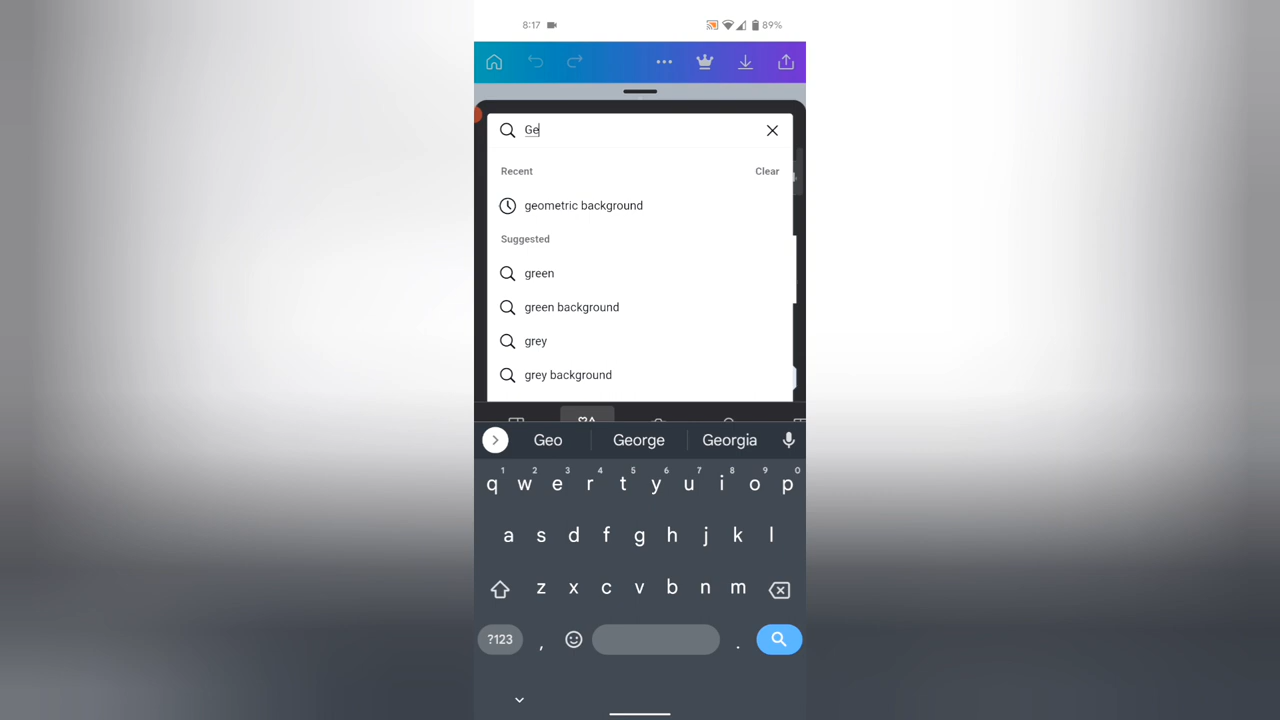 8:17
89%
Ge
Recent Clear
geometric background
Suggested
green
green background
grey
grey background
Geo George Georgia
1 2 3 4 5 6 7 8 9 0
q w e r t y u i o p
a s d f g h j k l
z x c v b n m
?123 , .